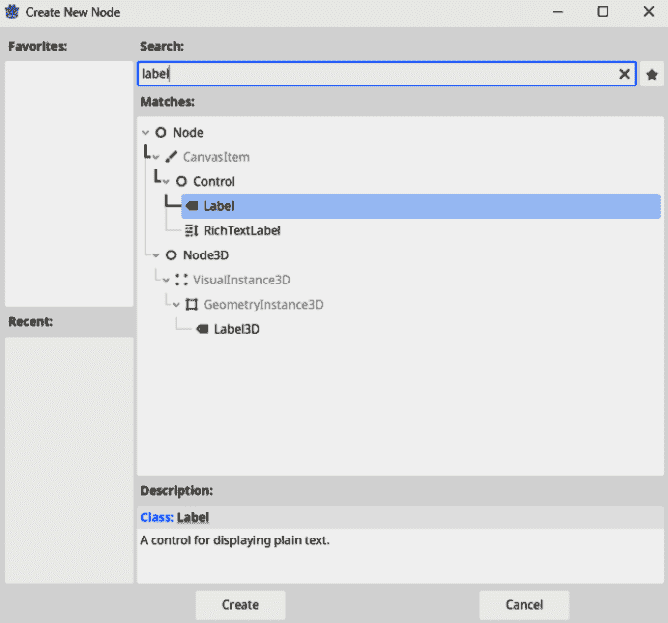 Create New Node
Favorites:
Search:
label
Matches:
Node
CanvasItem
Control
Label
RichTextLabel
Node3D
VisualInstance3D
GeometryInstance3D
Label3D
Recent:
Description:
Class: Label
A control for displaying plain text.
Create
Cancel